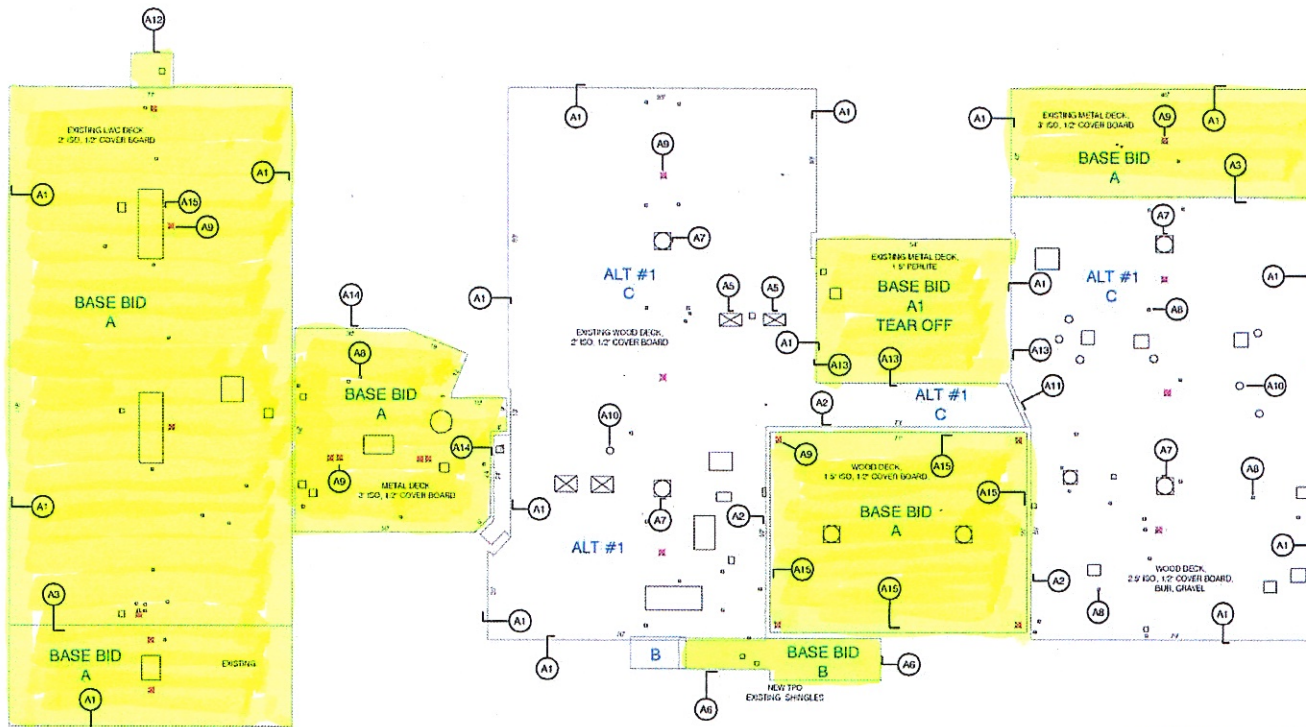 A12
72'
EXISTING LWC DECK,
2" ISO, 1/2" COVER BOARD
A1
A1
A15
A9
BASE BID
A
A1
A3
BASE BID
A
EXISTING
A1
A14
A8
BASE BID
A
A14
A9
METAL DECK
3" ISO, 1/2" COVER BOARD
A1
A1
A9
A7
ALT #1
C
A1
A5
A5
EXISTING WOOD DECK,
2" ISO, 1/2" COVER BOARD
A10
A1
A7
A2
ALT #1
A1
A1
B
BASE BID
B
A6
NEW TPO
EXISTING SHINGLES
A6
54'
EXISTING METAL DECK,
1.5" PERLITE
BASE BID
A1
TEAR OFF
A1
A1
A13
A13
A13
ALT #1
C
A2
A11
A9
WOOD DECK,
1.5" ISO, 1/2" COVER BOARD
A15
A15
BASE BID
A
A15
A15
A2
A1
EXISTING METAL DECK,
3" ISO, 1/2" COVER BOARD
A9
A1
BASE BID
A
A3
A7
ALT #1
C
A1
A8
A10
A7
A8
A1
WOOD DECK,
2.5" ISO, 1/2" COVER BOARD,
BUR, GRAVEL
A8
A1